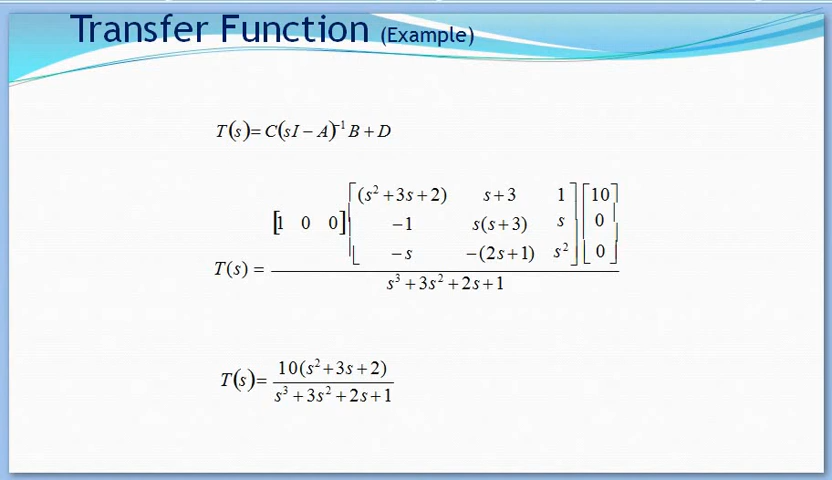 Transfer Function (Example)
T(s)= C(sI − A)⁻¹ B + D
[1 0 0] [(s² +3s+2) s+3 1] [10]
−1 s(s+3) s 0
−s −(2s+1) s² 0
T(s) =
s³ +3s² +2s+1
10(s² +3s+2)
T(s)=
s³ +3s² +2s+1